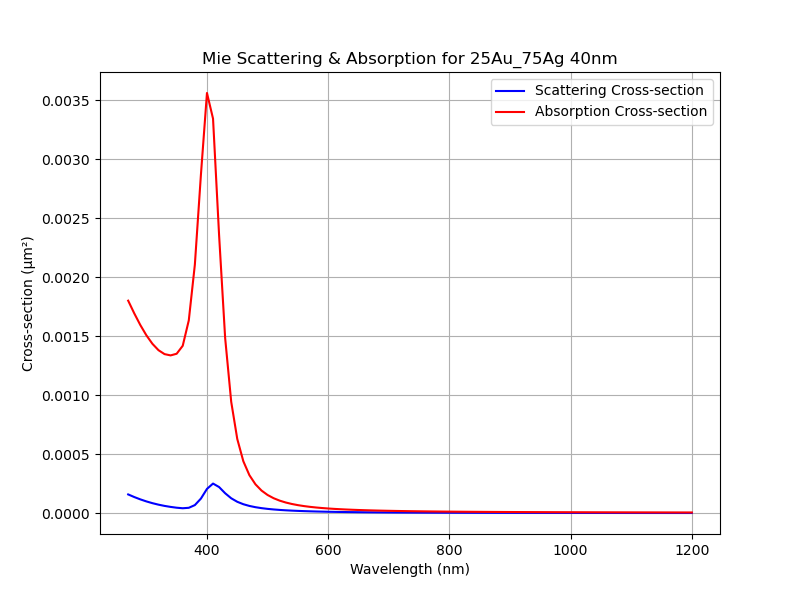 Mie Scattering & Absorption for 25Au_75Ag 40nm
Scattering Cross-section
Absorption Cross-section
Cross-section (μm²)
0.0035
0.0030
0.0025
0.0020
0.0015
0.0010
0.0005
0.0000
400 600 800 1000 1200
Wavelength (nm)